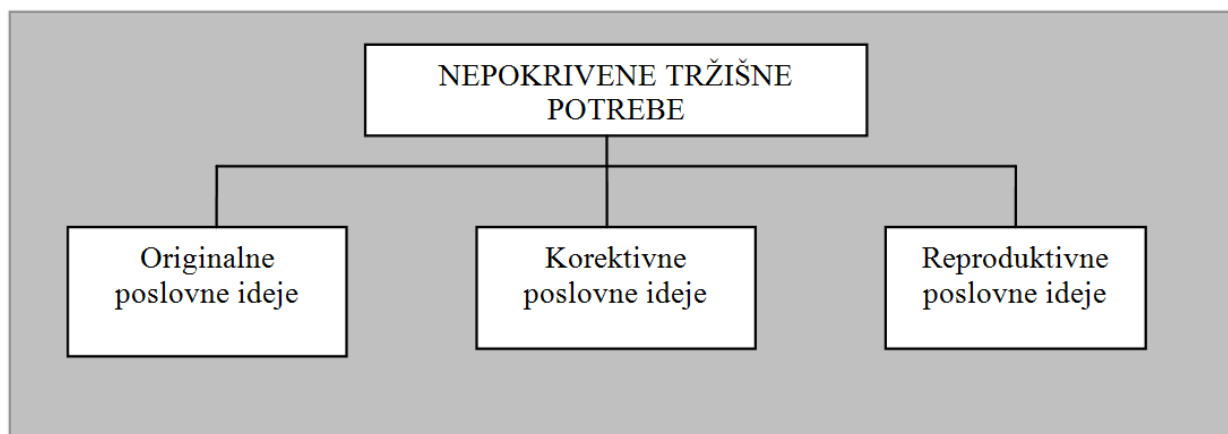 NEPOKRIVENE TRŽIŠNE
POTREBE
Originalne
poslovne ideje
Korektivne
poslovne ideje
Reproduktivne
poslovne ideje